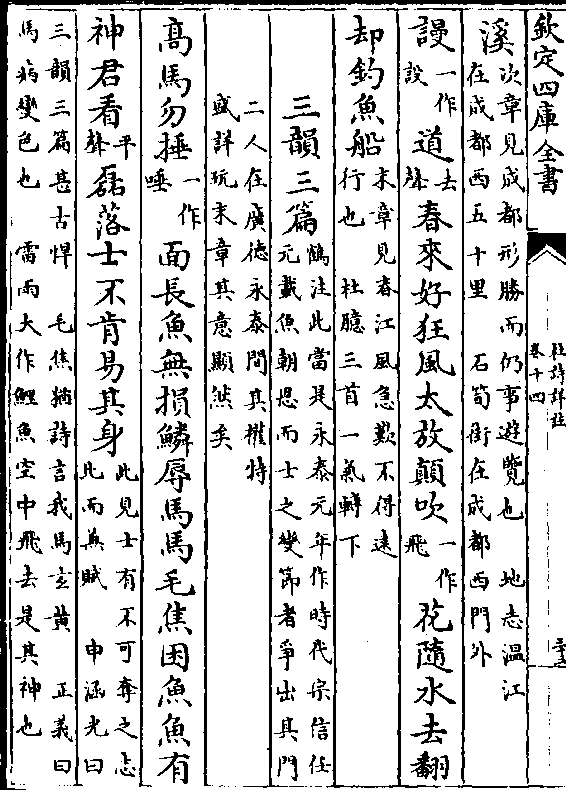 欽定四庫全書
杜詩詳註
卷十四
溪次章見成都形勝而仍事遊覽也 地志溫江
在成都西五十里 石筍街在成都西門外
謾一作設道去聲春來好狂風太放顛吹一作飛花隨水去翻
却釣魚船末章見春江風急歎不得遠
行也 杜臆三首一氣轉下
三韻三篇鶴注此當是永泰元年作時代宗信任
元載魚朝恩而士之變節者爭出其門
二人在廣德永泰間其權特
盛詳玩末章其意顯然矣
高馬勿捶一作唾面長魚無損鱗辱馬馬毛焦困魚魚有
神君看平聲磊落士不肯易其身此見士有不可奪之志
此而無賦 申涵光曰
三韻三篇甚古悍 毛焦猶詩言我馬玄黃 正義曰
馬病變色也 雷雨大作鯉魚空中飛去是其神也